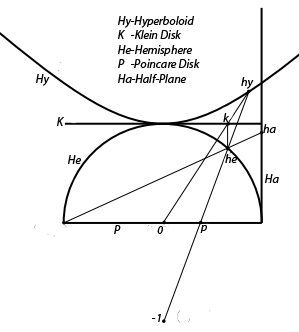 Hy-Hyperboloid
K -Klein Disk
He-Hemisphere
P -Poincare Disk
Ha-Half-Plane
Hy
hy
K
k
ha
He
he
Ha
P
0
p
-1